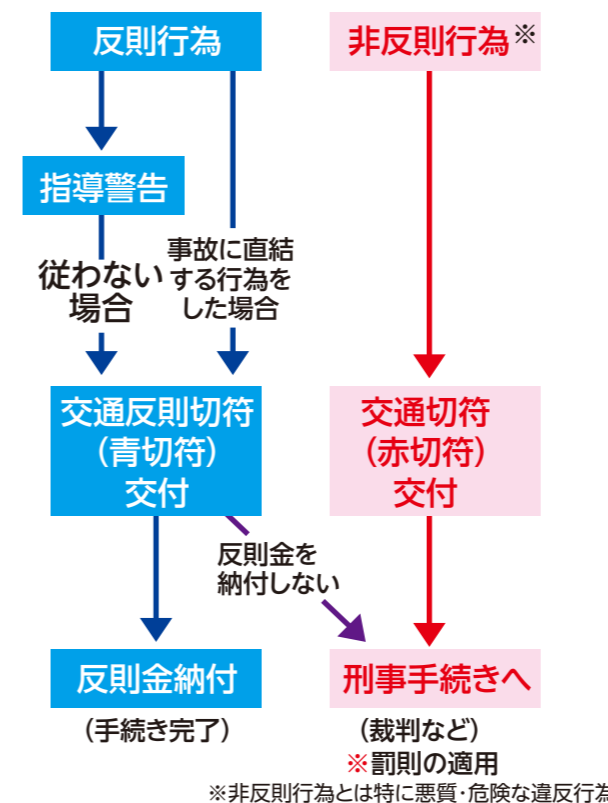 反則行為
非反則行為※
指導警告
従わない
場合
事故に直結
する行為を
した場合
交通反則切符
(青切符)
交付
交通切符
(赤切符)
交付
反則金を
納付しない
反則金納付
(手続き完了)
刑事手続きへ
(裁判など)
※罰則の適用
※非反則行為とは特に悪質・危険な違反行為